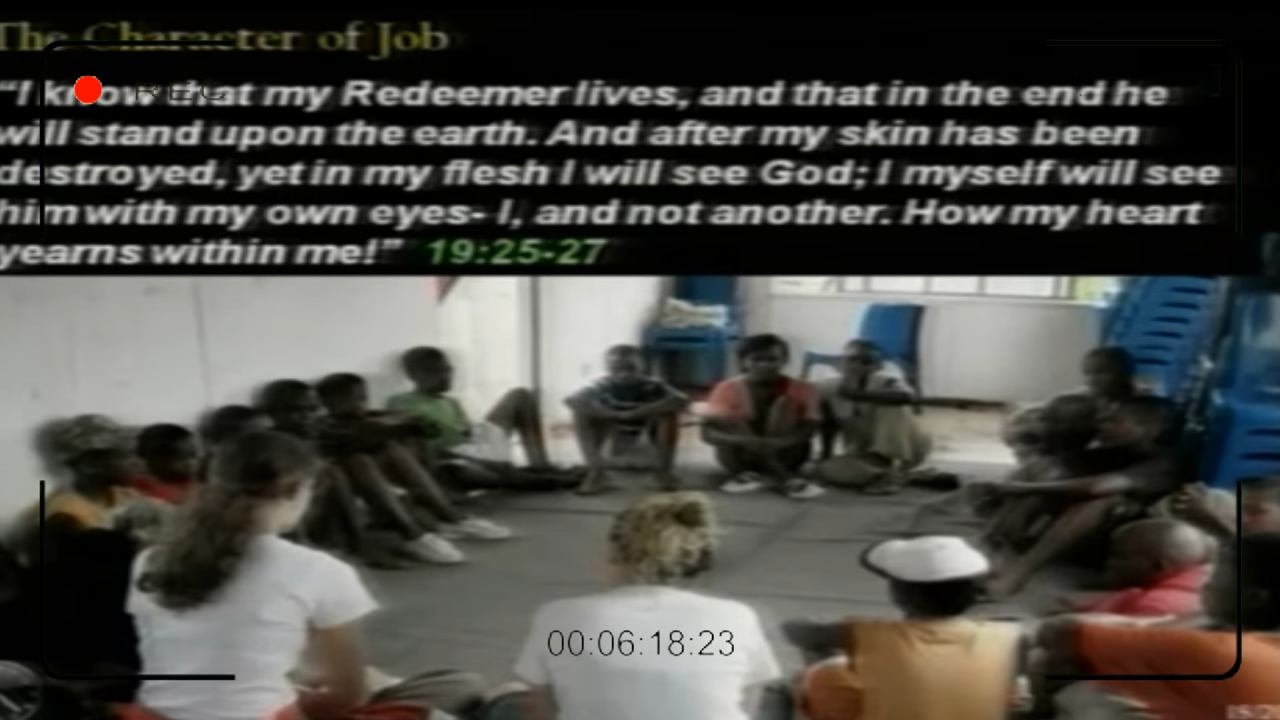 The Character of Job
REC
“I know that my Redeemer lives, and that in the end he
will stand upon the earth. And after my skin has been
destroyed, yet in my flesh I will see God; I myself will see
him with my own eyes- I, and not another. How my heart
yearns within me!” 19:25-27
00:06:18:23